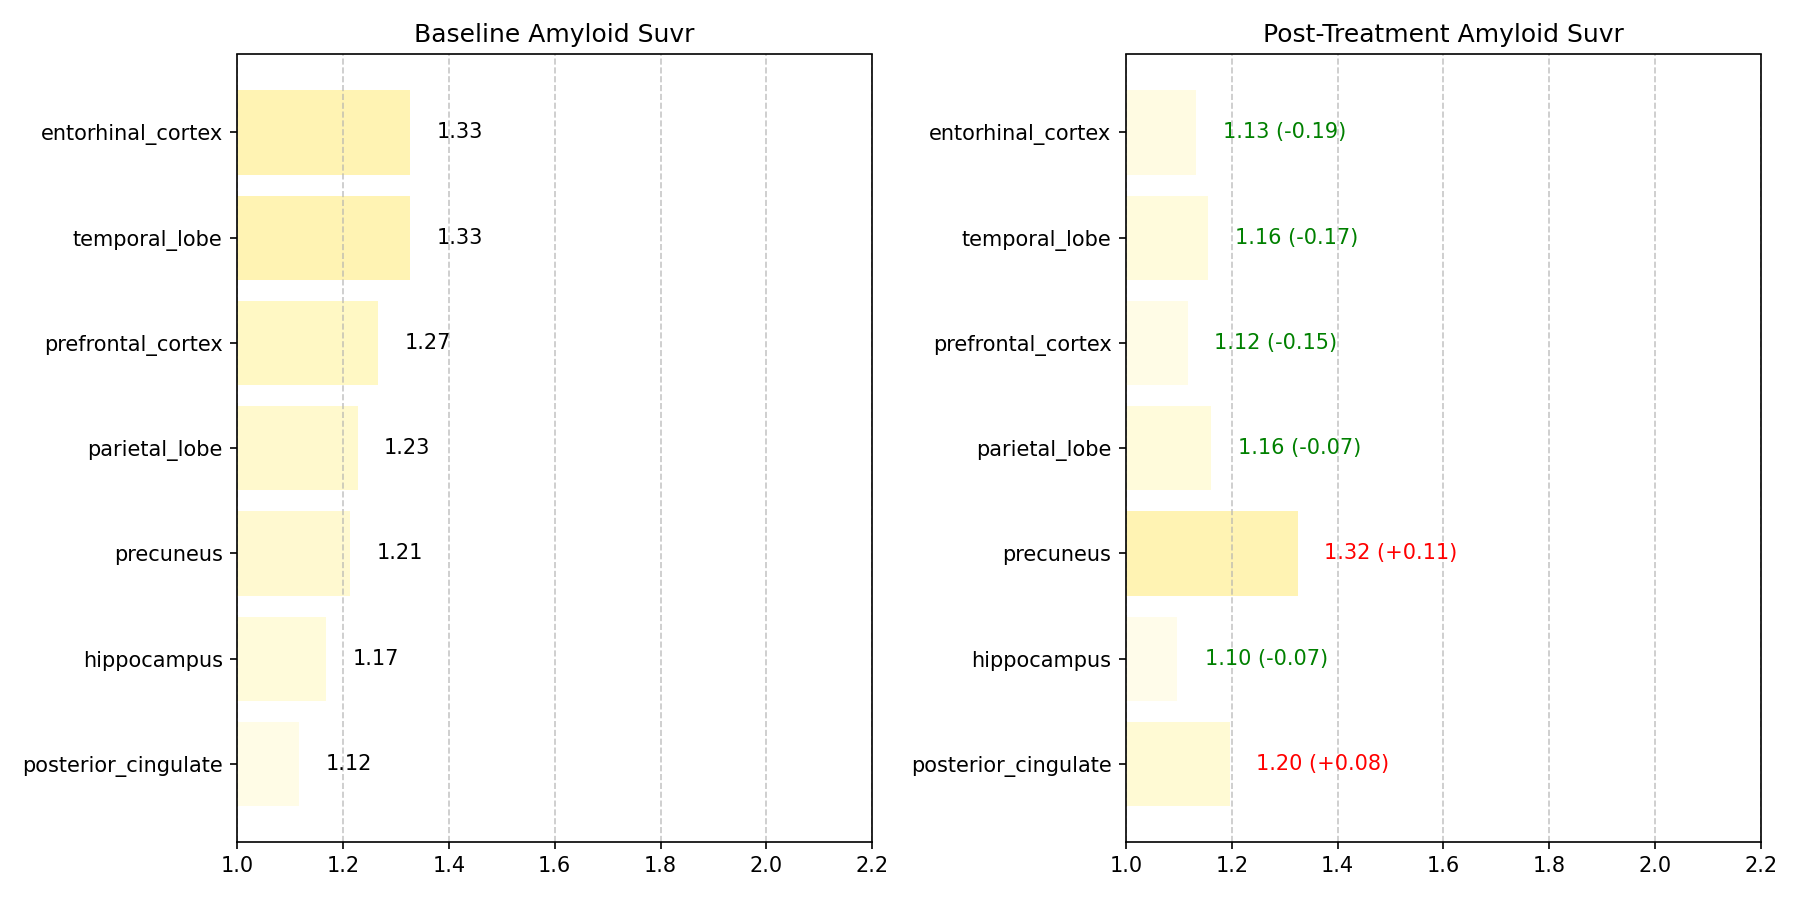 Baseline Amyloid Suvr
entorhinal_cortex 1.33
temporal_lobe 1.33
prefrontal_cortex 1.27
parietal_lobe 1.23
precuneus 1.21
hippocampus 1.17
posterior_cingulate 1.12
1.0 1.2 1.4 1.6 1.8 2.0 2.2
Post-Treatment Amyloid Suvr
entorhinal_cortex 1.13 (-0.19)
temporal_lobe 1.16 (-0.17)
prefrontal_cortex 1.12 (-0.15)
parietal_lobe 1.16 (-0.07)
precuneus 1.32 (+0.11)
hippocampus 1.10 (-0.07)
posterior_cingulate 1.20 (+0.08)
1.0 1.2 1.4 1.6 1.8 2.0 2.2